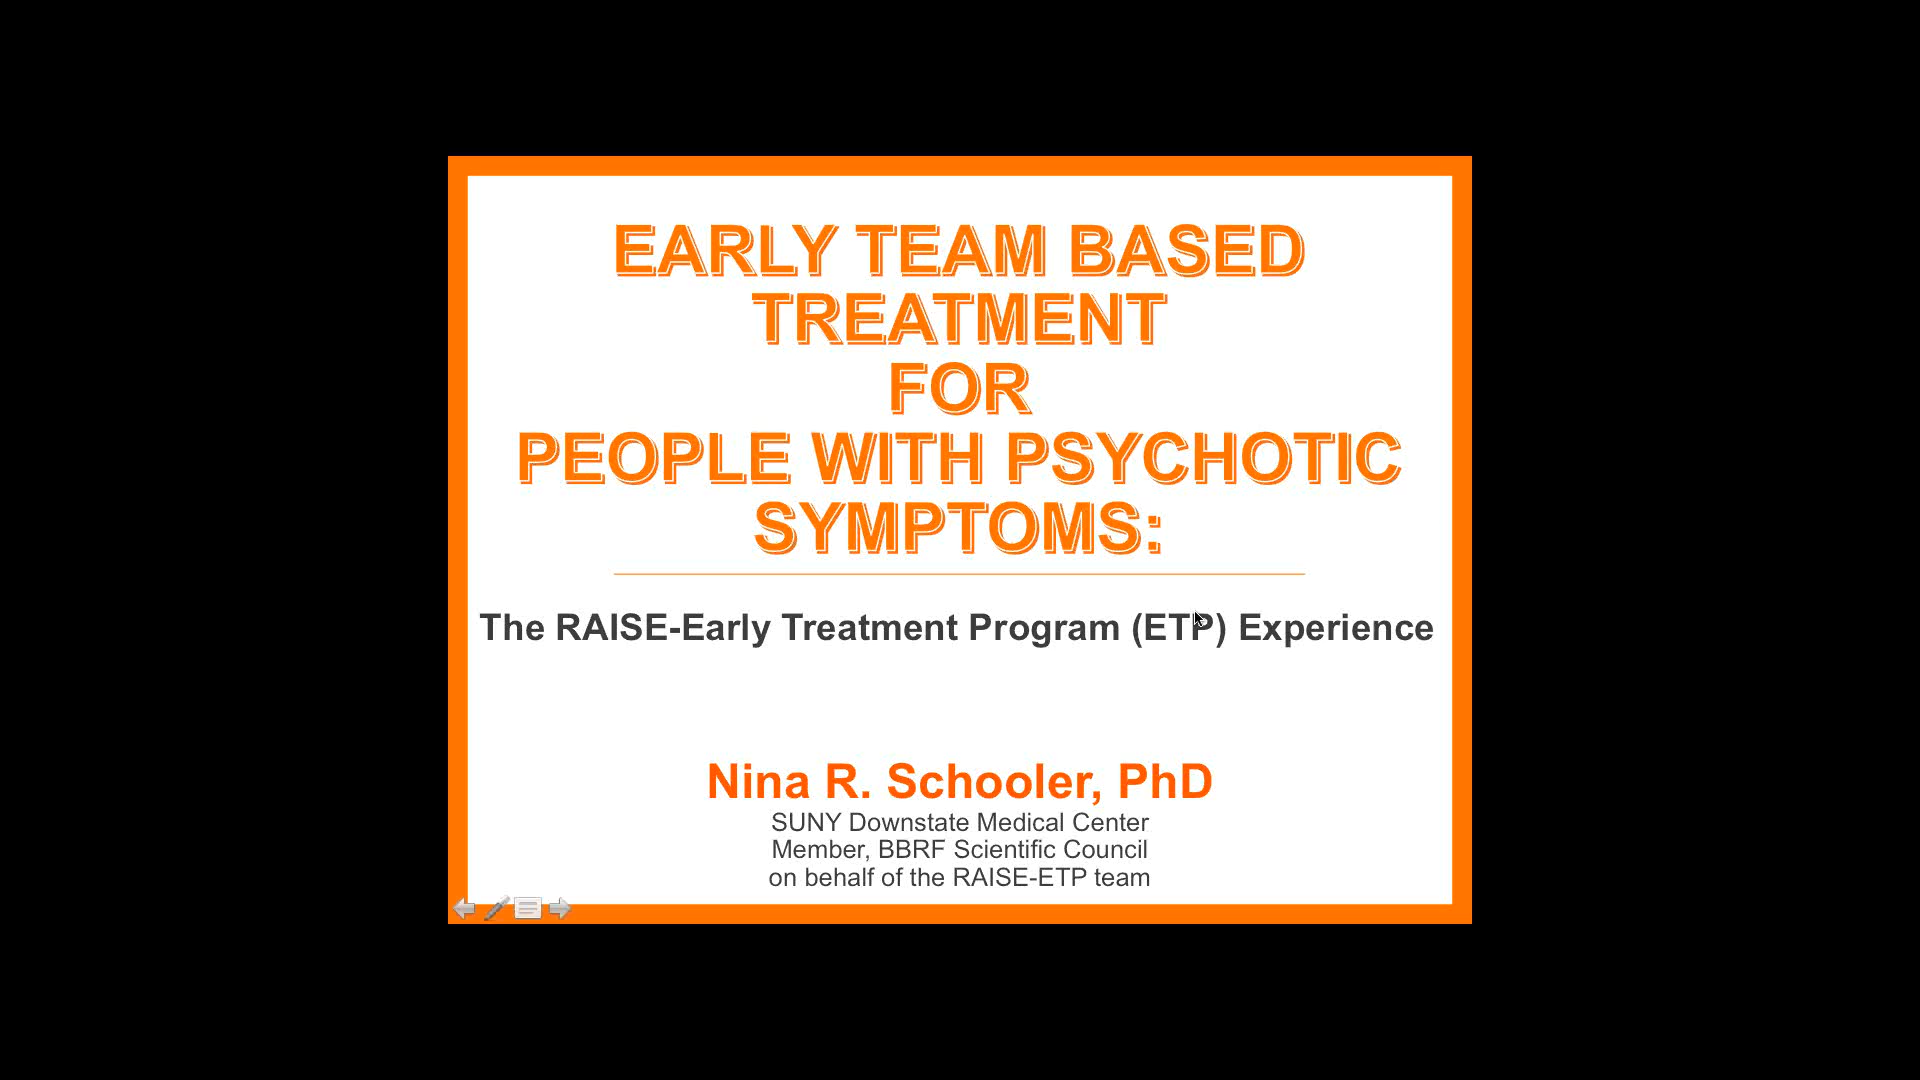 EARLY TEAM BASED
TREATMENT
FOR
PEOPLE WITH PSYCHOTIC
SYMPTOMS:
The RAISE-Early Treatment Program (ETP) Experience
Nina R. Schooler, PhD
SUNY Downstate Medical Center
Member, BBRF Scientific Council
on behalf of the RAISE-ETP team